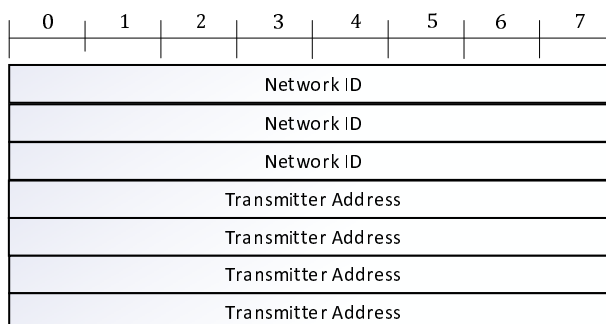 0 1 2 3 4 5 6 7
Network ID
Network ID
Network ID
Transmitter Address
Transmitter Address
Transmitter Address
Transmitter Address